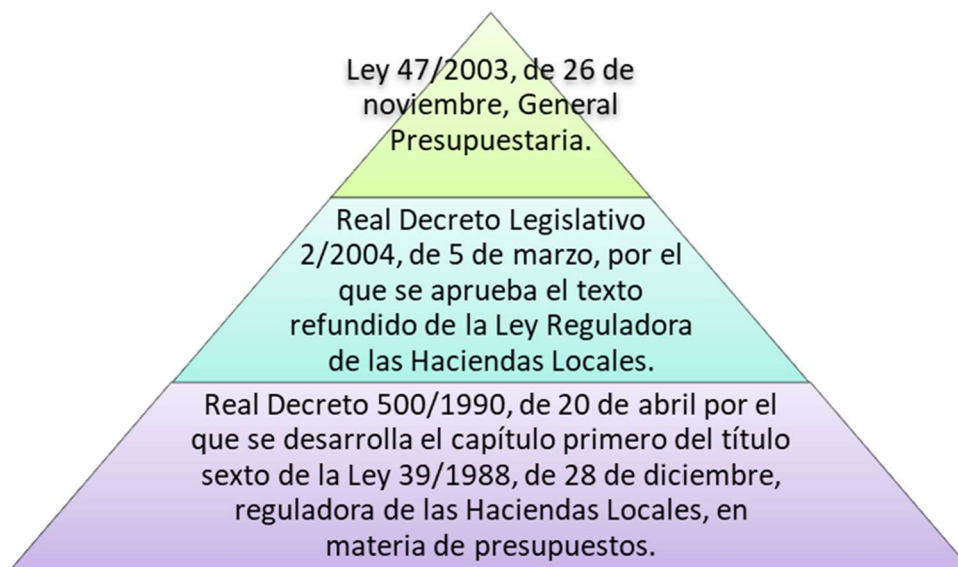 Ley 47/2003, de 26 de
noviembre, General
Presupuestaria.
Real Decreto Legislativo
2/2004, de 5 de marzo, por el
que se aprueba el texto
refundido de la Ley Reguladora
de las Haciendas Locales.
Real Decreto 500/1990, de 20 de abril por el
que se desarrolla el capítulo primero del título
sexto de la Ley 39/1988, de 28 de diciembre,
reguladora de las Haciendas Locales, en
materia de presupuestos.